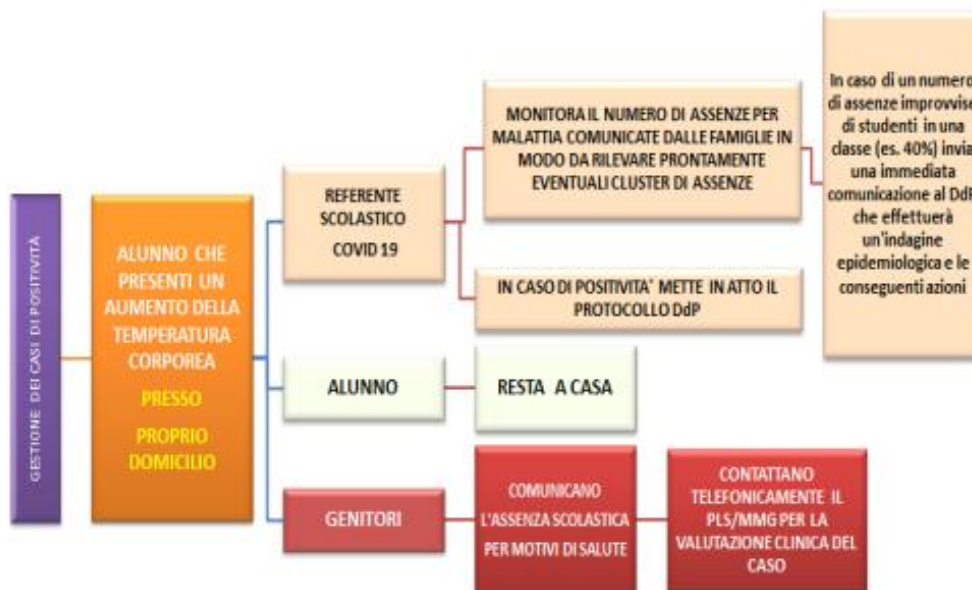 GESTIONE DEI CASI DI POSITIVITÀ
ALUNNO CHE
PRESENTI UN
AUMENTO DELLA
TEMPERATURA
CORPOREA
PRESSO
PROPRIO
DOMICILIO
REFERENTE
SCOLASTICO
COVID 19
MONITORA IL NUMERO DI ASSENZE PER
MALATTIA COMUNICATE DALLE FAMIGLIE IN
MODO DA RILEVARE PRONTAMENTE
EVENTUALI CLUSTER DI ASSENZE
In caso di un numero
di assenze improvvise
di studenti in una
classe (es. 40%) invia
una immediata
comunicazione al DdP
che effettuerà
un'indagine
epidemiologica e le
conseguenti azioni
IN CASO DI POSITIVITA' METTE IN ATTO IL
PROTOCOLLO DdP
ALUNNO
RESTA A CASA
GENITORI
COMUNICANO
L'ASSENZA SCOLASTICA
PER MOTIVI DI SALUTE
CONTATTANO
TELEFONICAMENTE IL
PLS/MMG PER LA
VALUTAZIONE CLINICA DEL
CASO